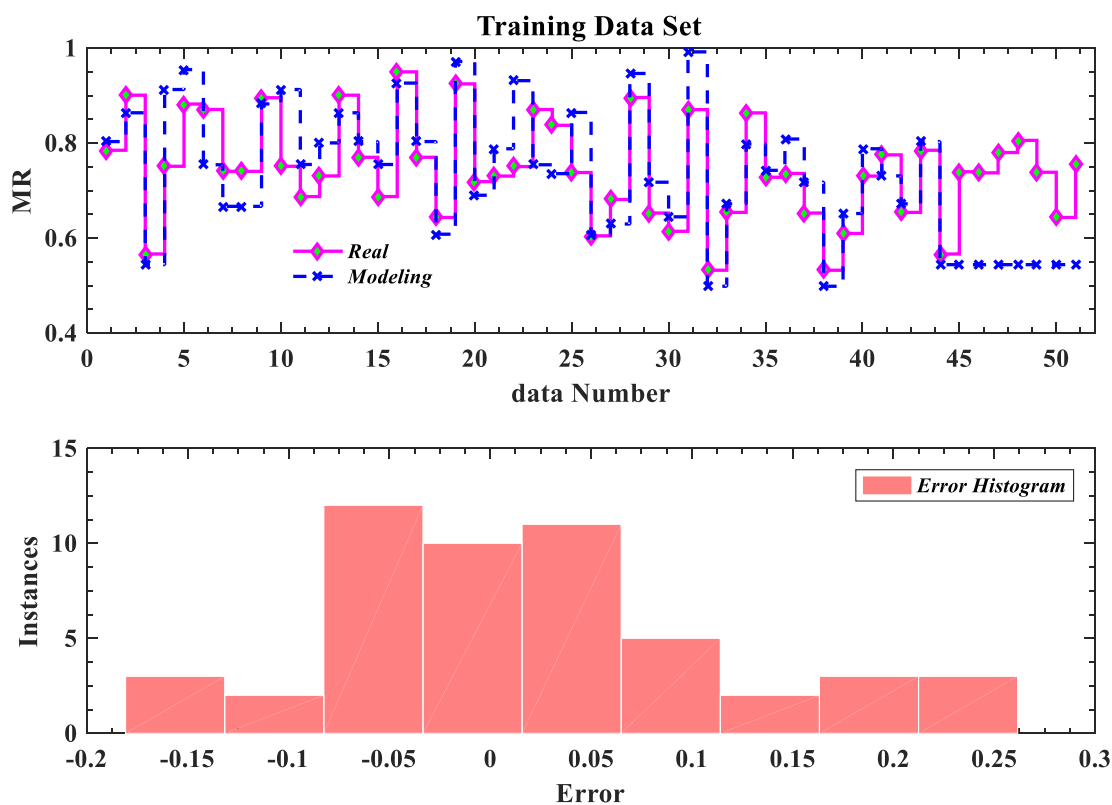 Training Data Set
1
0.8
0.6
0.4
MR
Real
Modeling
0 5 10 15 20 25 30 35 40 45 50
data Number
15
10
5
0
Instances
Error Histogram
-0.2 -0.15 -0.1 -0.05 0 0.05 0.1 0.15 0.2 0.25 0.3
Error